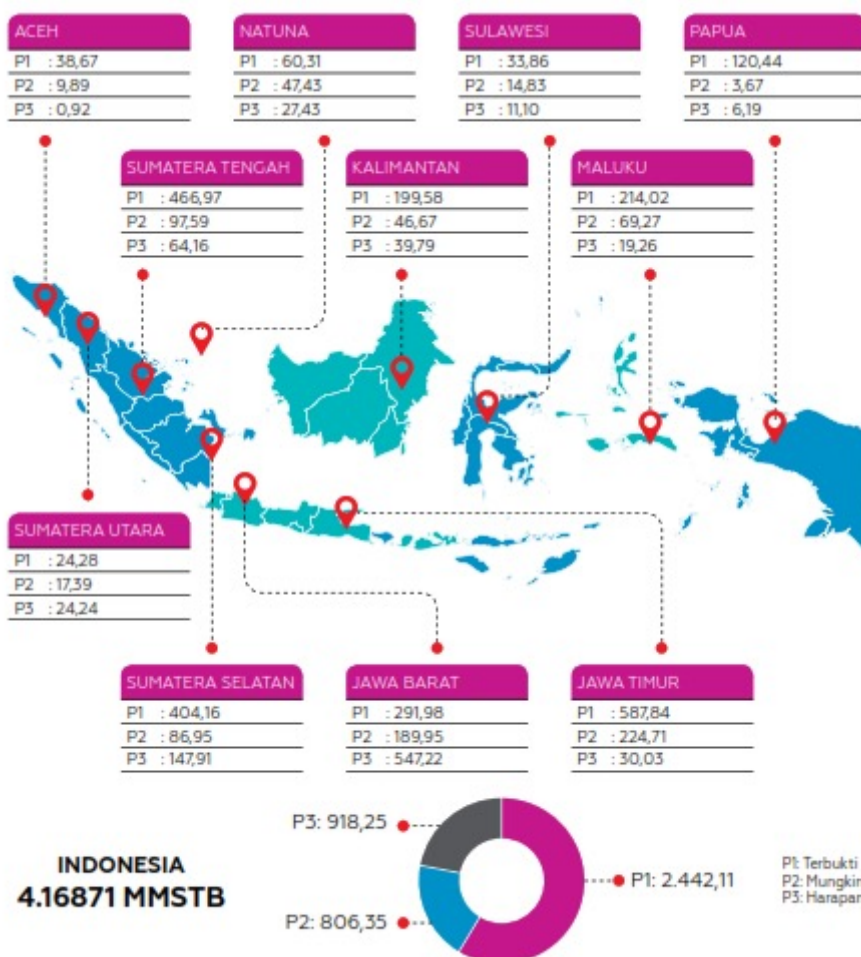 ACEH
P1 : 38,67
P2 : 9,89
P3 : 0,92
NATUNA
P1 : 60,31
P2 : 47,43
P3 : 27,43
SULAWESI
P1 : 33,86
P2 : 14,83
P3 : 11,10
PAPUA
P1 : 120,44
P2 : 3,67
P3 : 6,19
SUMATERA TENGAH
P1 : 466,97
P2 : 97,59
P3 : 64,16
KALIMANTAN
P1 : 199,58
P2 : 46,67
P3 : 39,79
MALUKU
P1 : 214,02
P2 : 69,27
P3 : 19,26
SUMATERA UTARA
P1 : 24,28
P2 : 17,39
P3 : 24,24
SUMATERA SELATAN
P1 : 404,16
P2 : 86,95
P3 : 147,91
JAWA BARAT
P1 : 291,98
P2 : 189,95
P3 : 547,22
JAWA TIMUR
P1 : 587,84
P2 : 224,71
P3 : 30,03
INDONESIA
4.16871 MMSTB
P3: 918,25
P1: 2.442,11
P2: 806,35
P1: Terbukti
P2: Mungkin
P3: Harapan